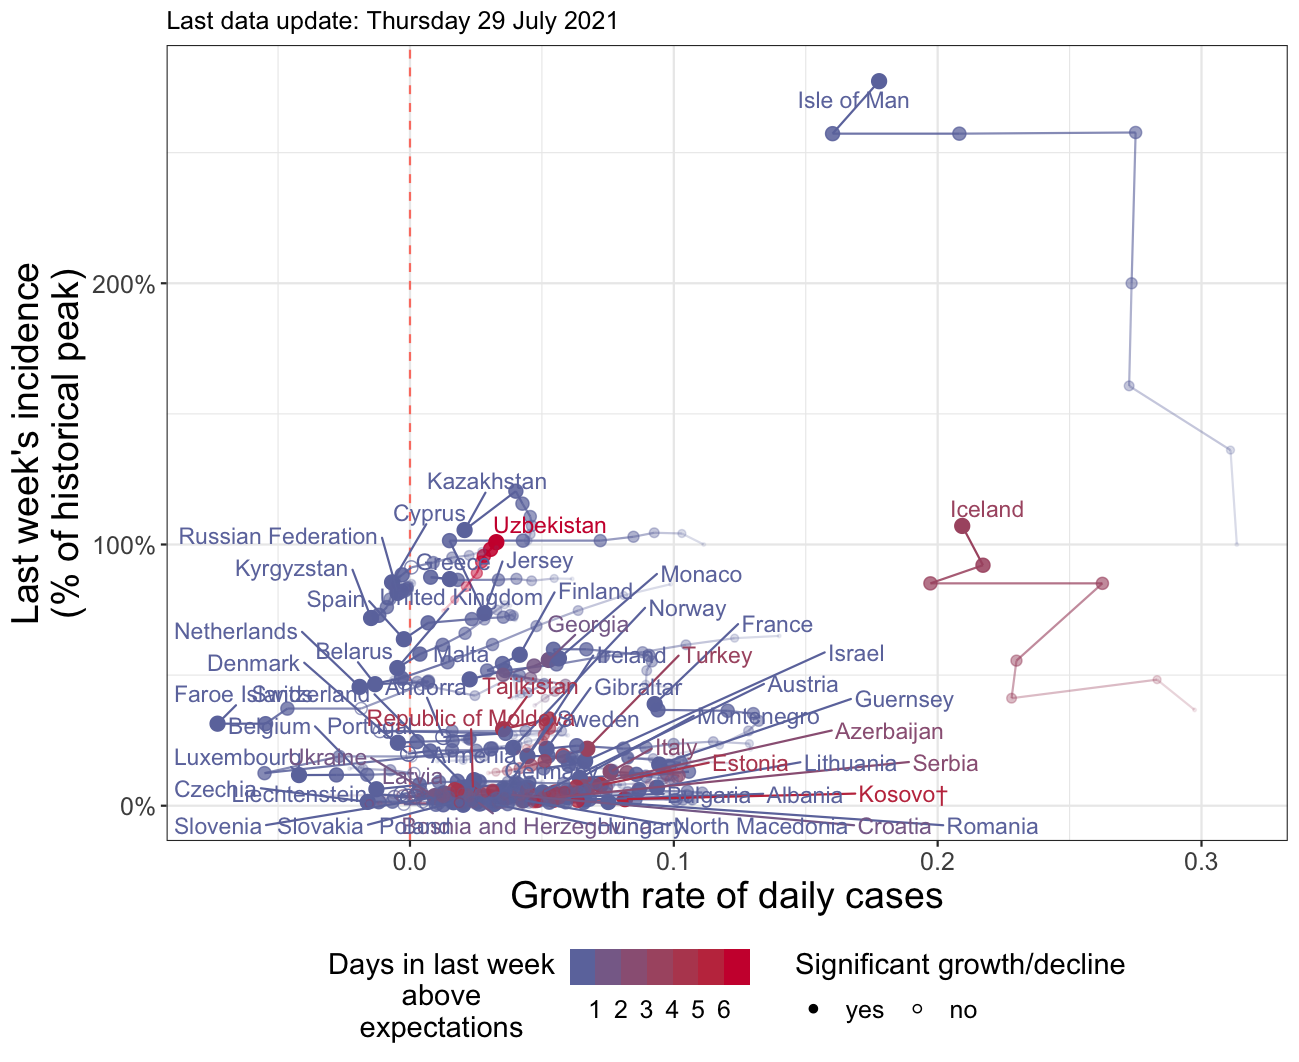 Last data update: Thursday 29 July 2021
Last week's incidence
(% of historical peak)
200%
100%
0%
Isle of Man
Kazakhstan
Iceland
Cyprus
Uzbekistan
Russian Federation
Greece
Jersey
Kyrgyzstan
Monaco
Spain
United Kingdom
Finland
Norway
Netherlands
Georgia
France
Belarus
Malta
Ireland
Turkey
Israel
Denmark
Faroe Islands
Switzerland
Andorra
Tajikistan
Gibraltar
Austria
Guernsey
Belgium
Portugal
Republic of Moldova
Sweden
Montenegro
Azerbaijan
Luxembourg
Ukraine
Armenia
Italy
Latvia
Germany
Estonia
Lithuania
Serbia
Czechia
Liechtenstein
Bulgaria
Albania
Kosovo†
Slovenia
Slovakia
Poland
Bosnia and Herzegovina
Hungary
North Macedonia
Croatia
Romania
0.0
0.1
0.2
0.3
Growth rate of daily cases
Days in last week
above
expectations
1 2 3 4 5 6
Significant growth/decline
yes
no